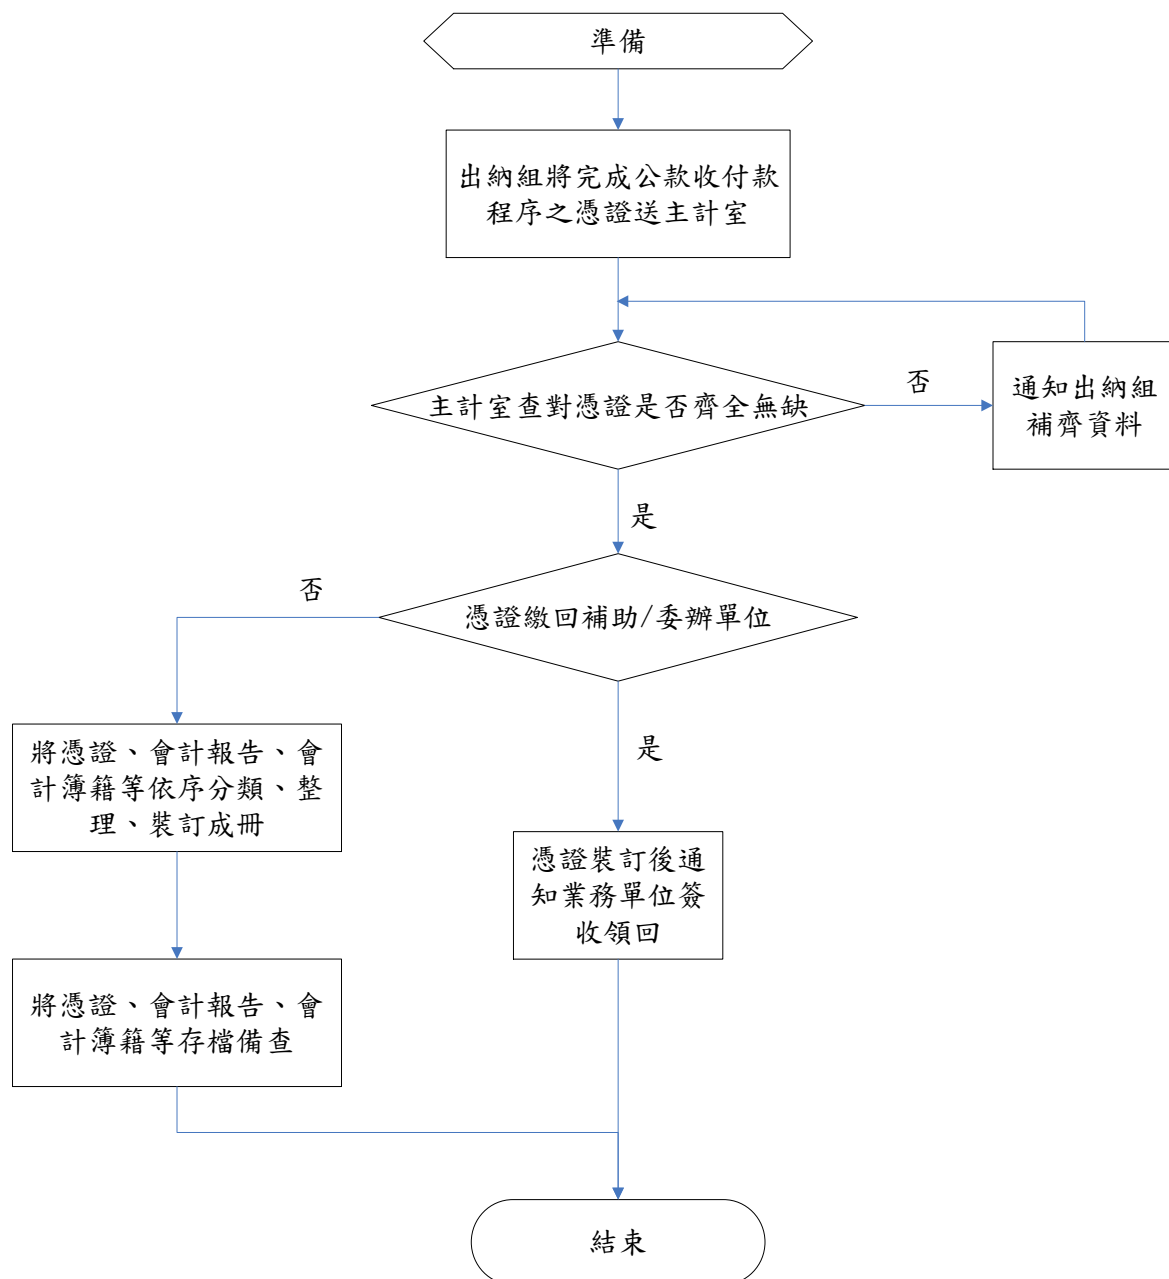 準備
出納組將完成公款收付款
程序之憑證送主計室
主計室查對憑證是否齊全無缺
否
通知出納組
補齊資料
是
憑證繳回補助/委辦單位
否
是
將憑證、會計報告、會
計簿籍等依序分類、整
理、裝訂成冊
憑證裝訂後通
知業務單位簽
收領回
將憑證、會計報告、會
計簿籍等存檔備查
結束